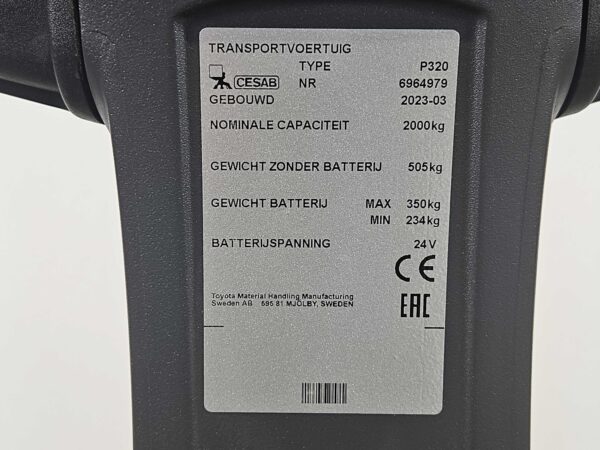 TRANSPORTVOERTUIG
TYPE P320
CESAB NR 6964979
GEBOUWD 2023-03
NOMINALE CAPACITEIT 2000kg
GEWICHT ZONDER BATTERIJ 505kg
GEWICHT BATTERIJ MAX 350kg
MIN 234kg
BATTERIJSPANNING 24V
CE
Toyota Material Handling Manufacturing
Sweden AB 595 81 MJÖLBY, SWEDEN
EAC